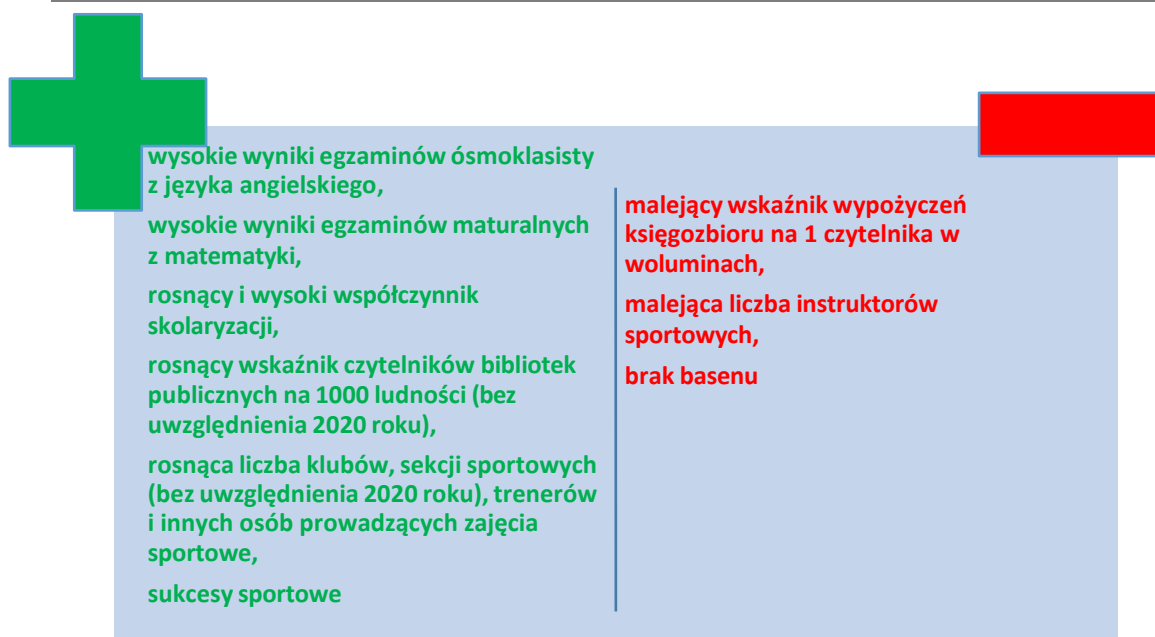 wysokie wyniki egzaminów ósmoklasisty
z języka angielskiego,
wysokie wyniki egzaminów maturalnych
z matematyki,
rosnący i wysoki współczynnik
skolaryzacji,
rosnący wskaźnik czytelników bibliotek
publicznych na 1000 ludności (bez
uwzględnienia 2020 roku),
rosnąca liczba klubów, sekcji sportowych
(bez uwzględnienia 2020 roku), trenerów
i innych osób prowadzących zajęcia
sportowe,
sukcesy sportowe
malejący wskaźnik wypożyczeń
księgozbioru na 1 czytelnika w
woluminach,
malejąca liczba instruktorów
sportowych,
brak basenu